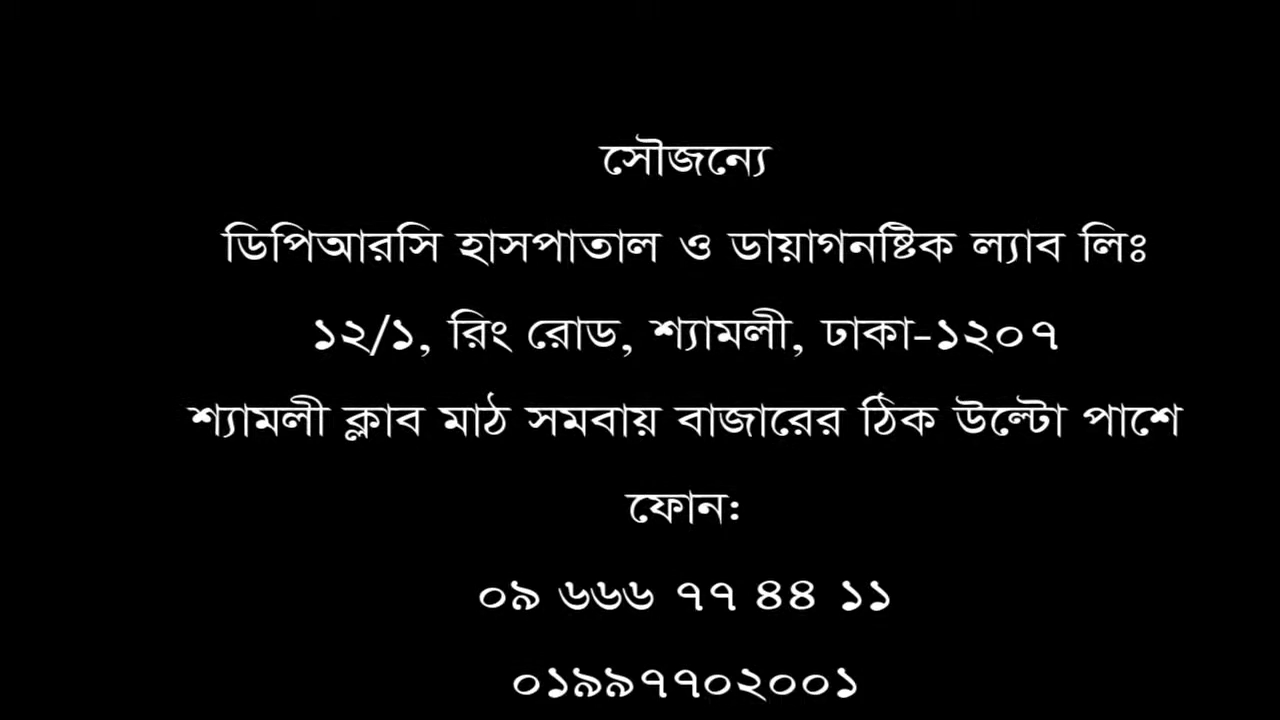 সৌজন্যে
ডিপিআরসি হাসপাতাল ও ডায়াগনষ্টিক ল্যাব লিঃ
১২/১, রিং রোড, শ্যামলী, ঢাকা-১২০৭
শ্যামলী ক্লাব মাঠ সমবায় বাজারের ঠিক উল্টো পাশে
ফোন:
০৯ ৬৬৬ ৭৭ ৪৪ ১১
০১৯৯৭৭০২০০১